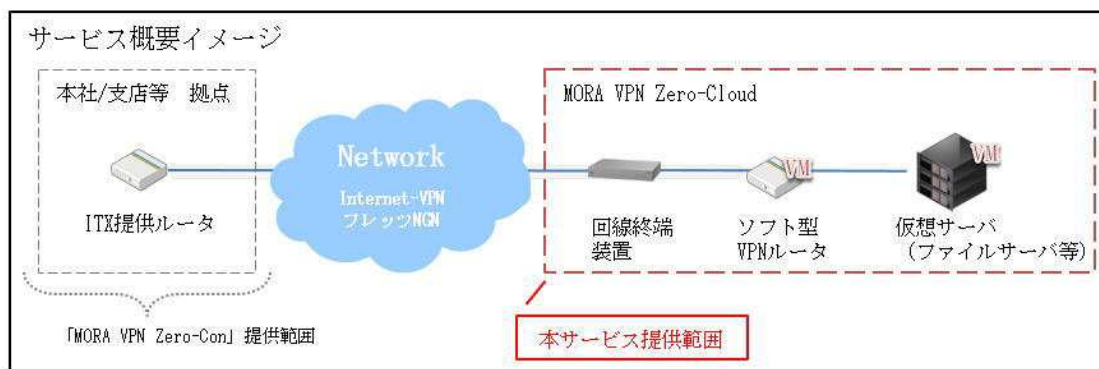 サービス概要イメージ
本社/支店等 拠点
ITX提供ルータ
「MORA VPN Zero-Con」提供範囲
Network
Internet-VPN
フレッツNGN
MORA VPN Zero-Cloud
回線終端
装置
VM
ソフト型
VPNルータ
VM
仮想サーバ
(ファイルサーバ等)
本サービス提供範囲